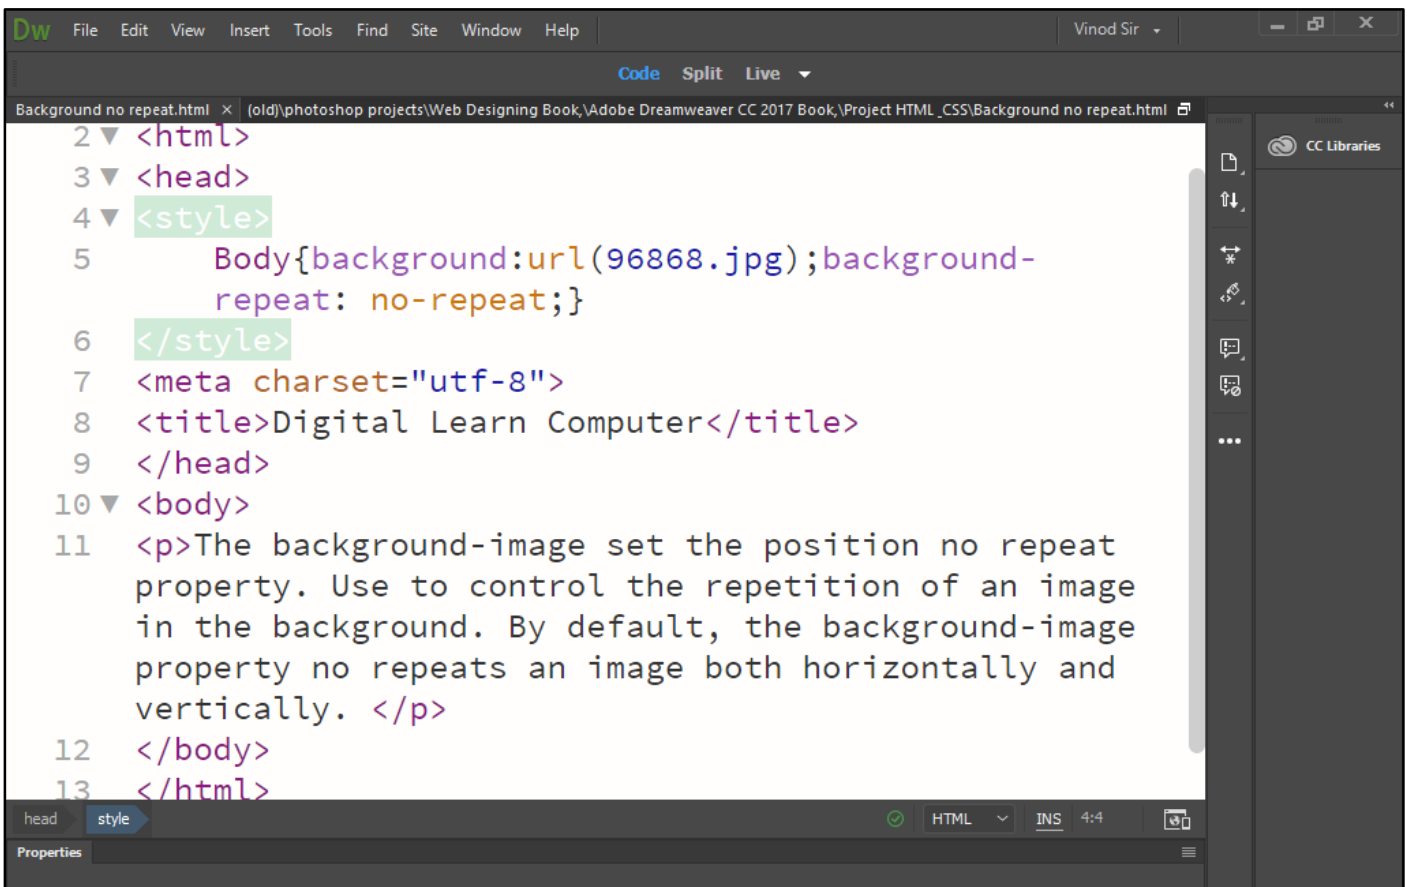 Dw File Edit View Insert Tools Find Site Window Help Vinod Sir
Code Split Live
Background no repeat.html × (old)\photoshop projects\Web Designing Book,\Adobe Dreamweaver CC 2017 Book,\Project HTML_CSS\Background no repeat.html
CC Libraries
2 <html>
3 <head>
4 <style>
5 Body{background:url(96868.jpg);background-
repeat: no-repeat;}
6 </style>
7 <meta charset="utf-8">
8 <title>Digital Learn Computer</title>
9 </head>
10 <body>
11 <p>The background-image set the position no repeat
property. Use to control the repetition of an image
in the background. By default, the background-image
property no repeats an image both horizontally and
vertically. </p>
12 </body>
13 </html>
head style HTML INS 4:4
Properties